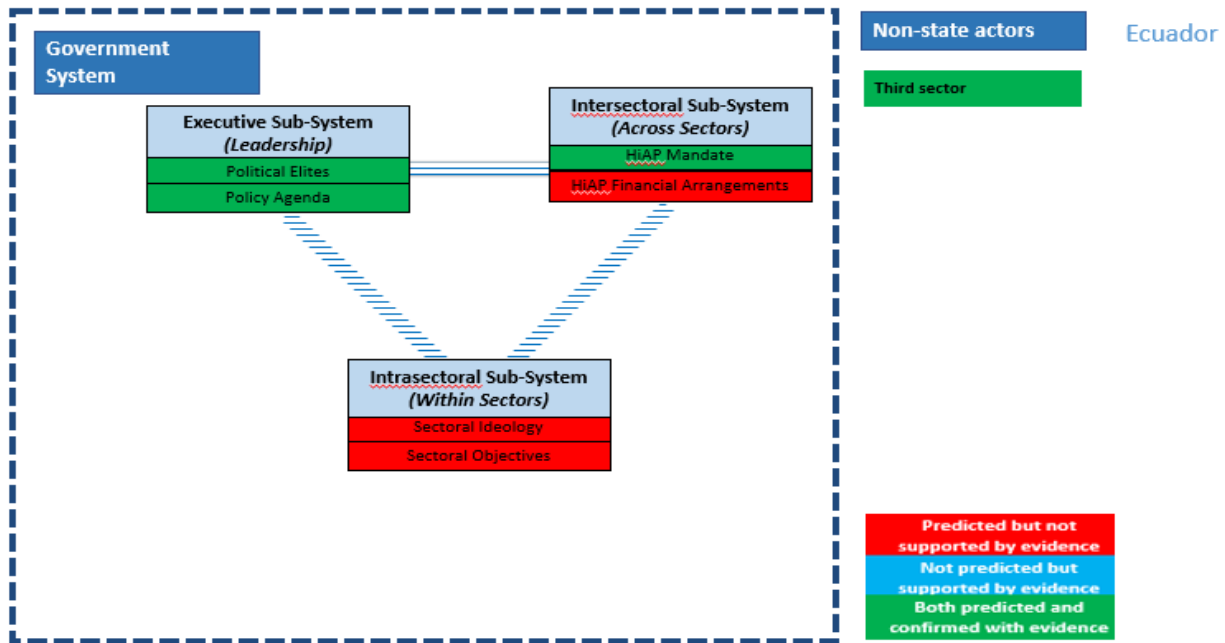 Government
System
Non-state actors
Ecuador
Third sector
Executive Sub-System
(Leadership)
Political Elites
Policy Agenda
Intersectoral Sub-System
(Across Sectors)
HiAP Mandate
HiAP Financial Arrangements
Intrasectoral Sub-System
(Within Sectors)
Sectoral Ideology
Sectoral Objectives
Predicted but not
supported by evidence
Not predicted but
supported by evidence
Both predicted and
confirmed with evidence